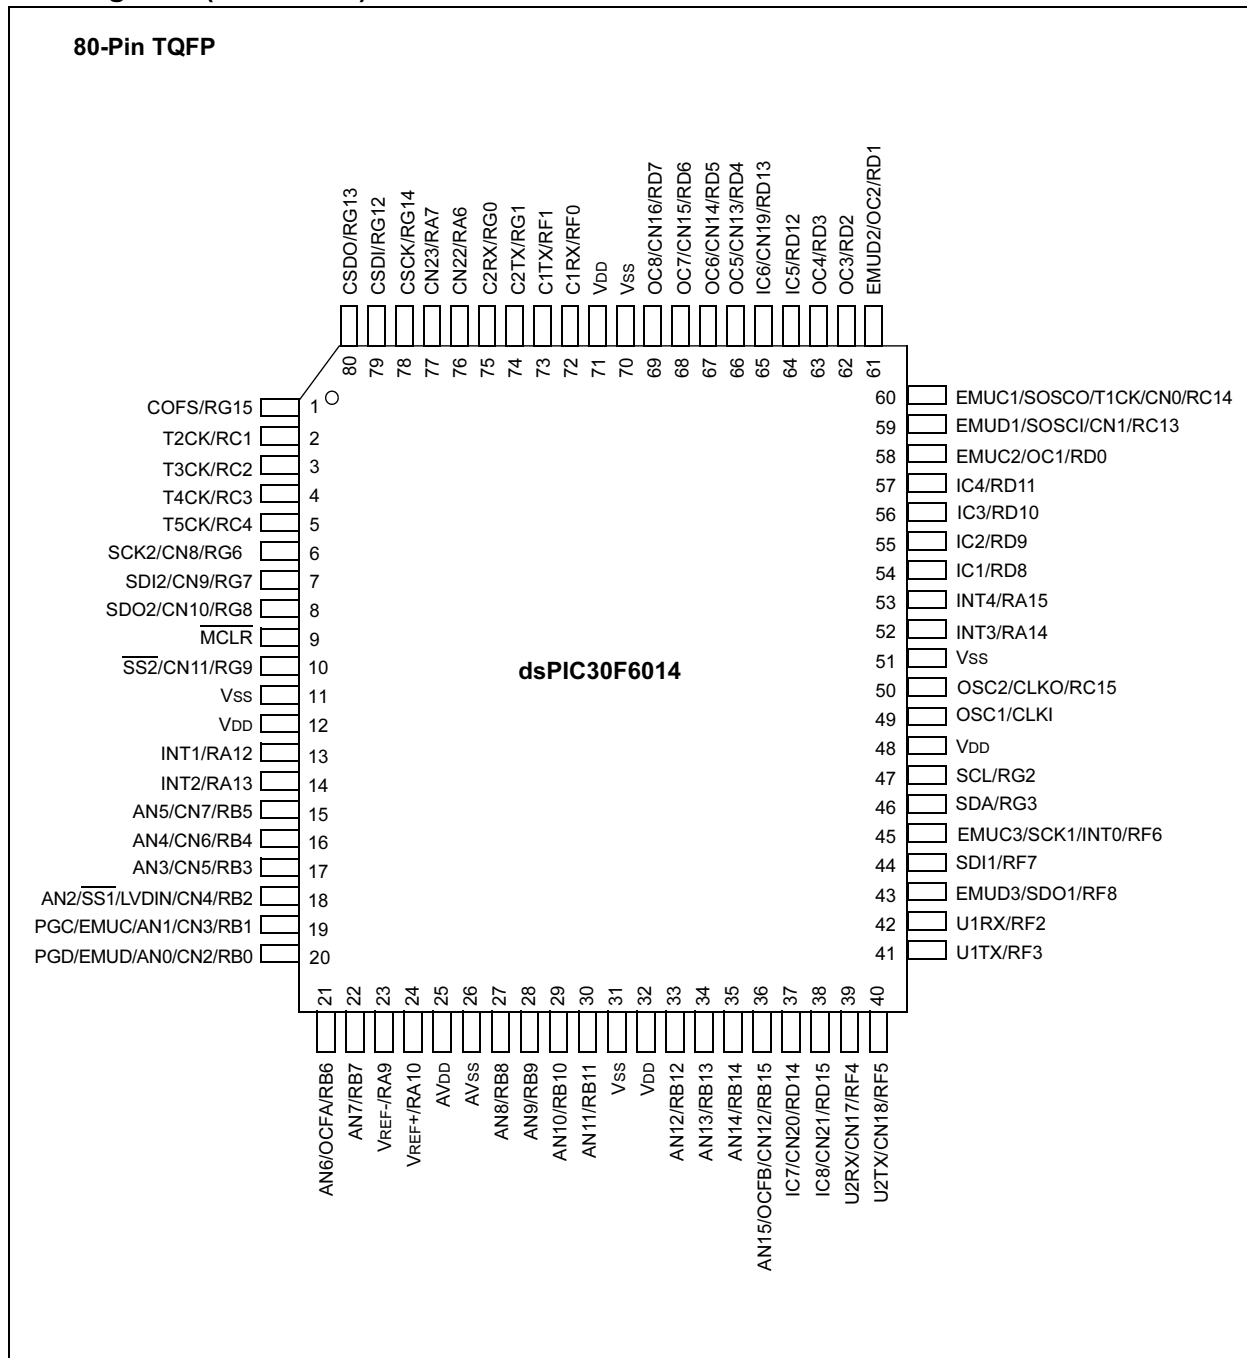 80-Pin TQFP
CSDO/RG13
CSDI/RG12
CSCK/RG14
CN23/RA7
CN22/RA6
C2RX/RG0
C2TX/RG1
C1TX/RF1
C1RX/RF0
VDD
VSS
OC8/CN16/RD7
OC7/CN15/RD6
OC6/CN14/RD5
OC5/CN13/RD4
IC6/CN19/RD13
IC5/RD12
OC4/RD3
OC3/RD2
EMUD2/OC2/RD1
80
79
78
77
76
75
74
73
72
71
70
69
68
67
66
65
64
63
62
61
COFS/RG15 1
T2CK/RC1 2
T3CK/RC2 3
T4CK/RC3 4
T5CK/RC4 5
SCK2/CN8/RG6 6
SDI2/CN9/RG7 7
SDO2/CN10/RG8 8
MCLR 9
SS2/CN11/RG9 10
VSS 11
VDD 12
INT1/RA12 13
INT2/RA13 14
AN5/CN7/RB5 15
AN4/CN6/RB4 16
AN3/CN5/RB3 17
AN2/SS1/LVDIN/CN4/RB2 18
PGC/EMUC/AN1/CN3/RB1 19
PGD/EMUD/AN0/CN2/RB0 20
dsPIC30F6014
60 EMUC1/SOSCO/T1CK/CN0/RC14
59 EMUD1/SOSCI/CN1/RC13
58 EMUC2/OC1/RD0
57 IC4/RD11
56 IC3/RD10
55 IC2/RD9
54 IC1/RD8
53 INT4/RA15
52 INT3/RA14
51 VSS
50 OSC2/CLKO/RC15
49 OSC1/CLKI
48 VDD
47 SCL/RG2
46 SDA/RG3
45 EMUC3/SCK1/INT0/RF6
44 SDI1/RF7
43 EMUD3/SDO1/RF8
42 U1RX/RF2
41 U1TX/RF3
21
22
23
24
25
26
27
28
29
30
31
32
33
34
35
36
37
38
39
40
AN6/OCFA/RB6
AN7/RB7
VREF-/RA9
VREF+/RA10
AVDD
AVSS
AN8/RB8
AN9/RB9
AN10/RB10
AN11/RB11
VSS
VDD
AN12/RB12
AN13/RB13
AN14/RB14
AN15/OCFB/CN12/RB15
IC7/CN20/RD14
IC8/CN21/RD15
U2RX/CN17/RF4
U2TX/CN18/RF5